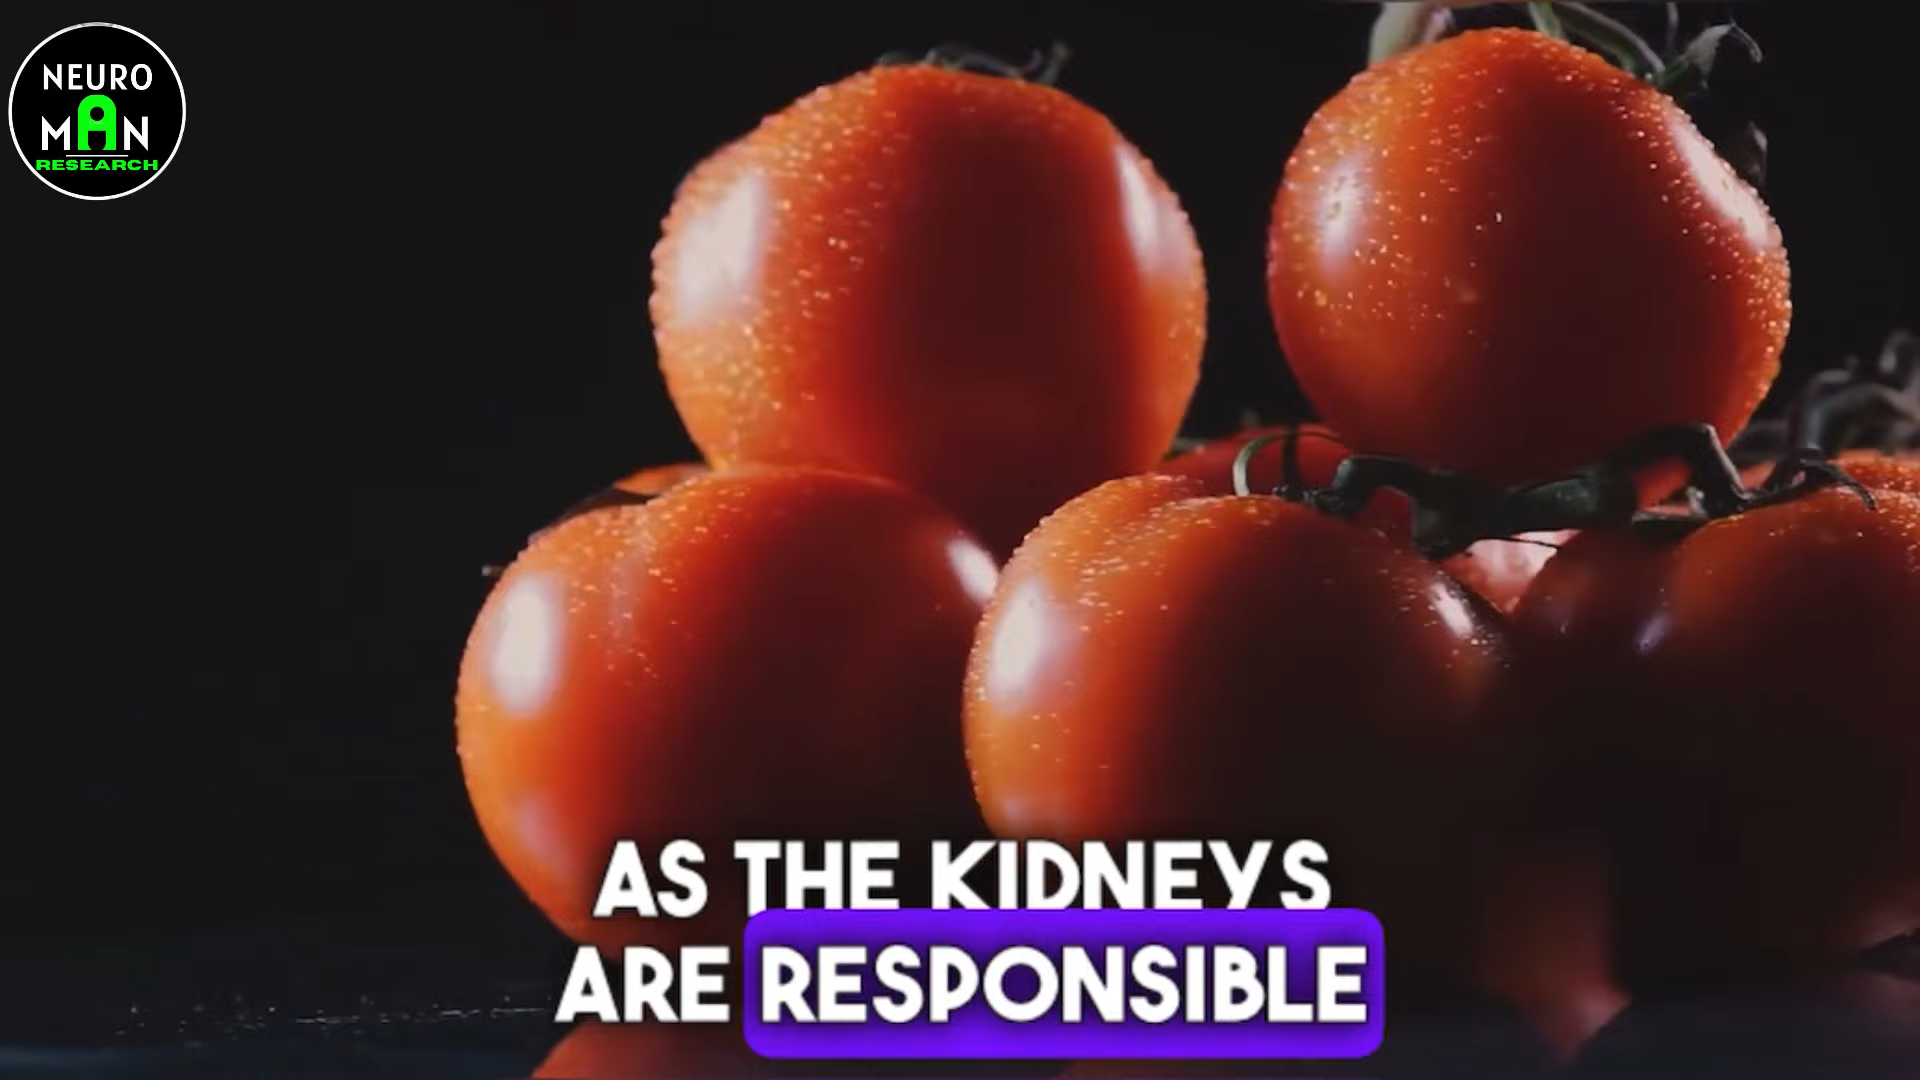 NEURO
MAN
RESEARCH
AS THE KIDNEYS
ARE RESPONSIBLE